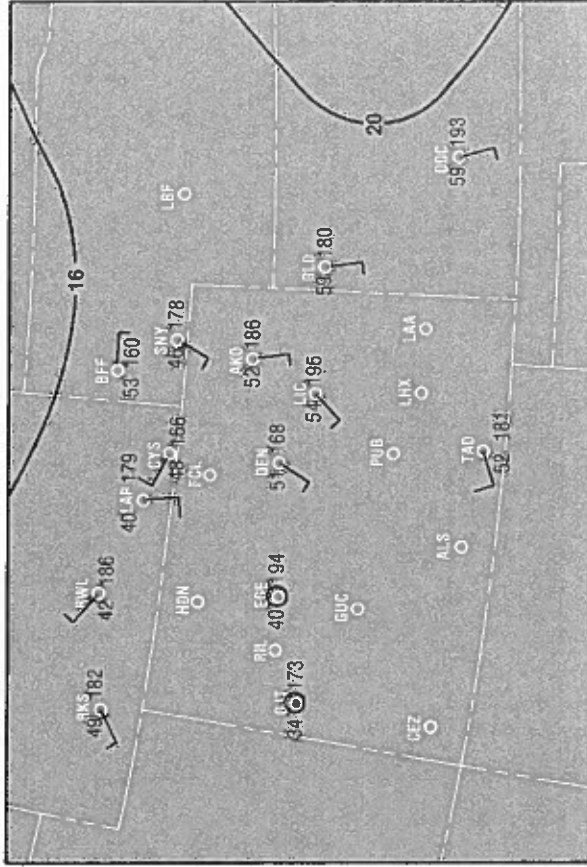 16
RKS
49 182
RWL
42 186
BFF
53 160
LAR
40 179
CYS
48 166
SNY
46 178
LBF
HDN
FCL
AKO
52 186
RIL
EGE
40 194
DEN
51 168
GJT
34 173
LIC
54 196
GLD
59 180
GUC
20
PUB
LHX
LAA
CEZ
ALS
DDC
59 193
TAD
52 181